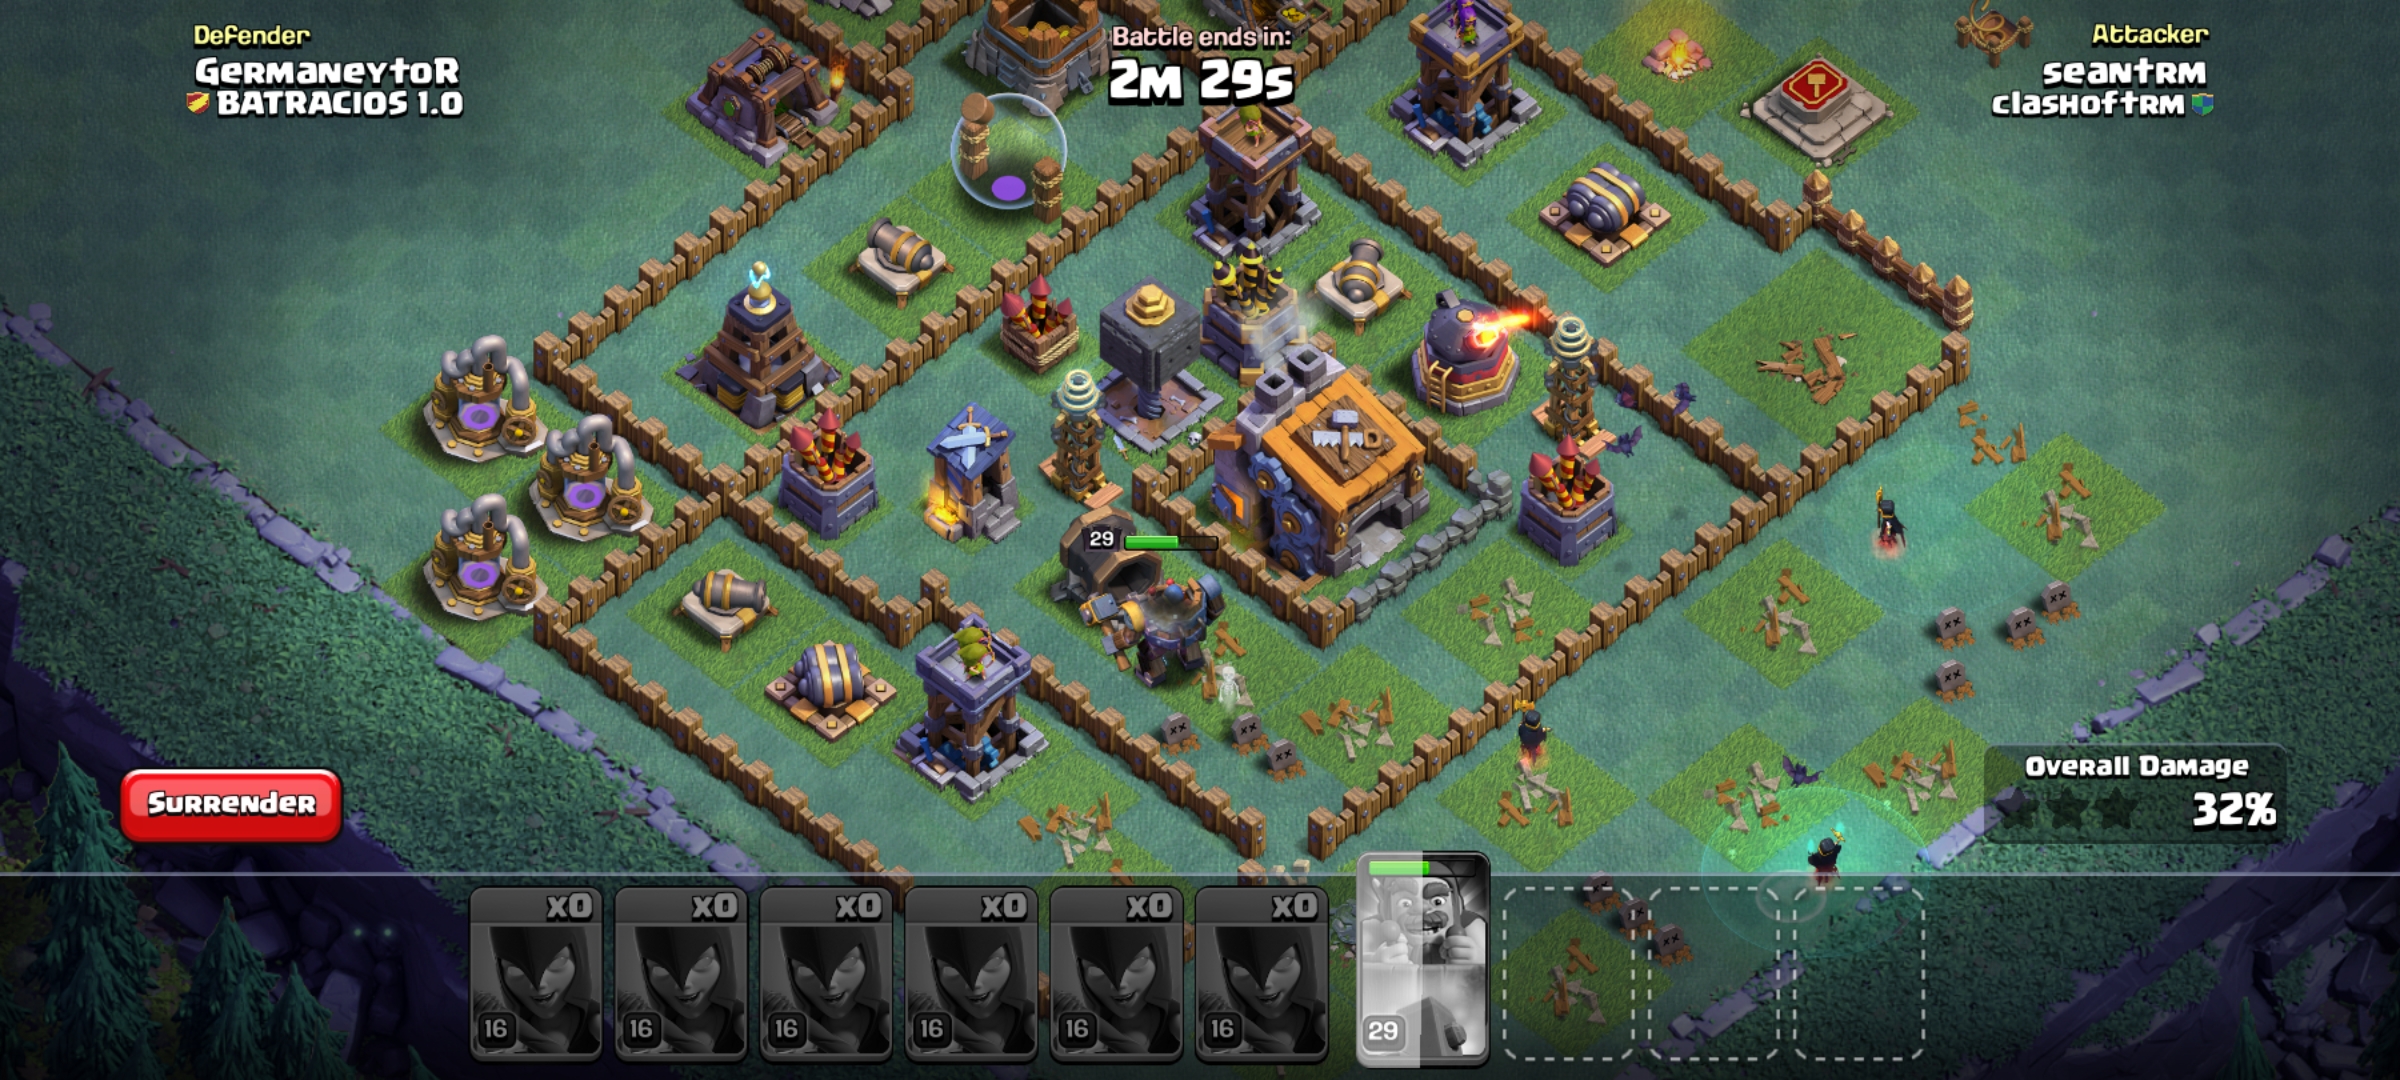 Defender
GERMANEYtoR
BATRACIOS 1.0
Battle ends in:
2M 29s
Attacker
seantRM
clasHoftRM
29
Surrender
Overall Damage
32%
x0
x0
x0
x0
x0
x0
16
16
16
16
16
16
29